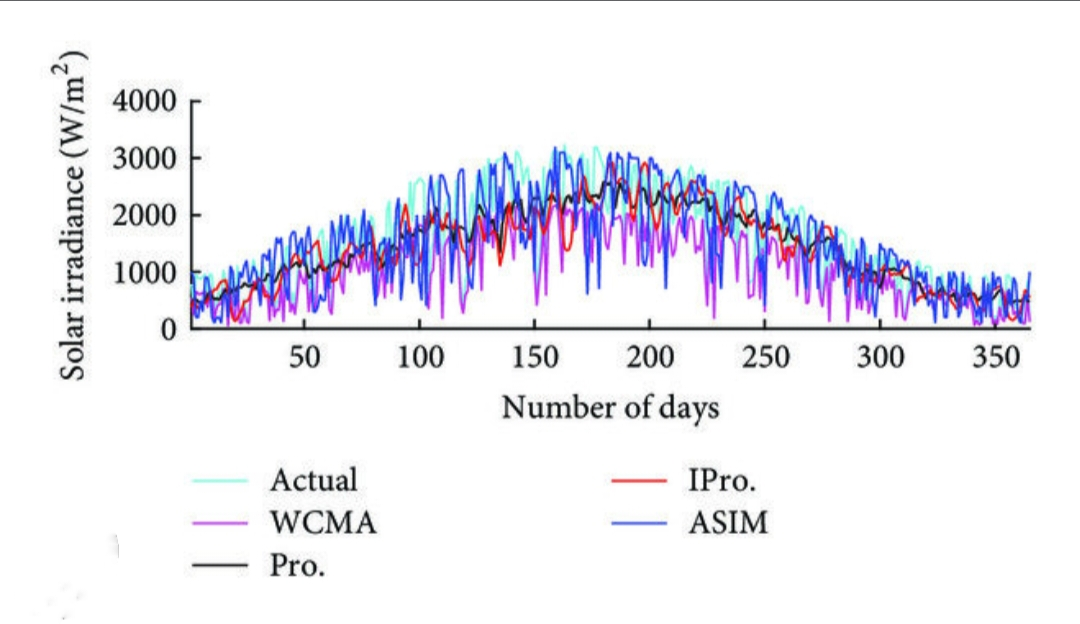 Solar irradiance (W/m²)
4000
3000
2000
1000
0
50 100 150 200 250 300 350
Number of days
Actual
WCMA
Pro.
IPro.
ASIM